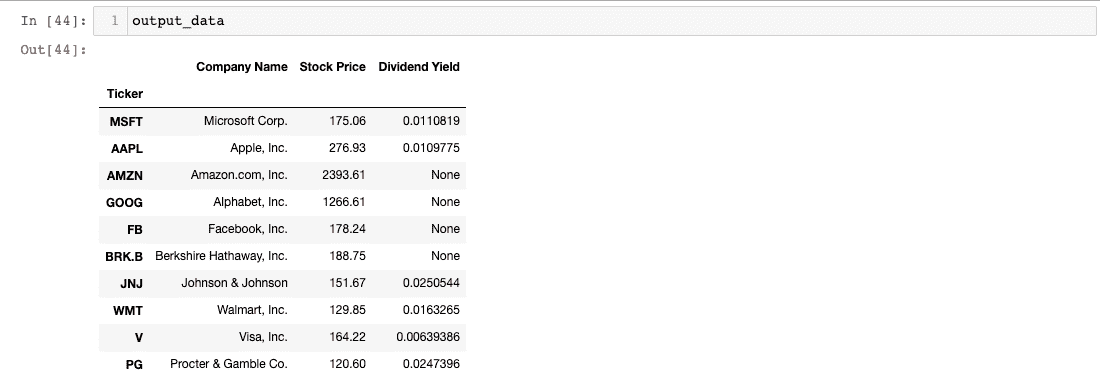 In [44]: 1 output_data
Out[44]:
Company Name Stock Price Dividend Yield
Ticker
MSFT Microsoft Corp. 175.06 0.0110819
AAPL Apple, Inc. 276.93 0.0109775
AMZN Amazon.com, Inc. 2393.61 None
GOOG Alphabet, Inc. 1266.61 None
FB Facebook, Inc. 178.24 None
BRK.B Berkshire Hathaway, Inc. 188.75 None
JNJ Johnson & Johnson 151.67 0.0250544
WMT Walmart, Inc. 129.85 0.0163265
V Visa, Inc. 164.22 0.00639386
PG Procter & Gamble Co. 120.60 0.0247396